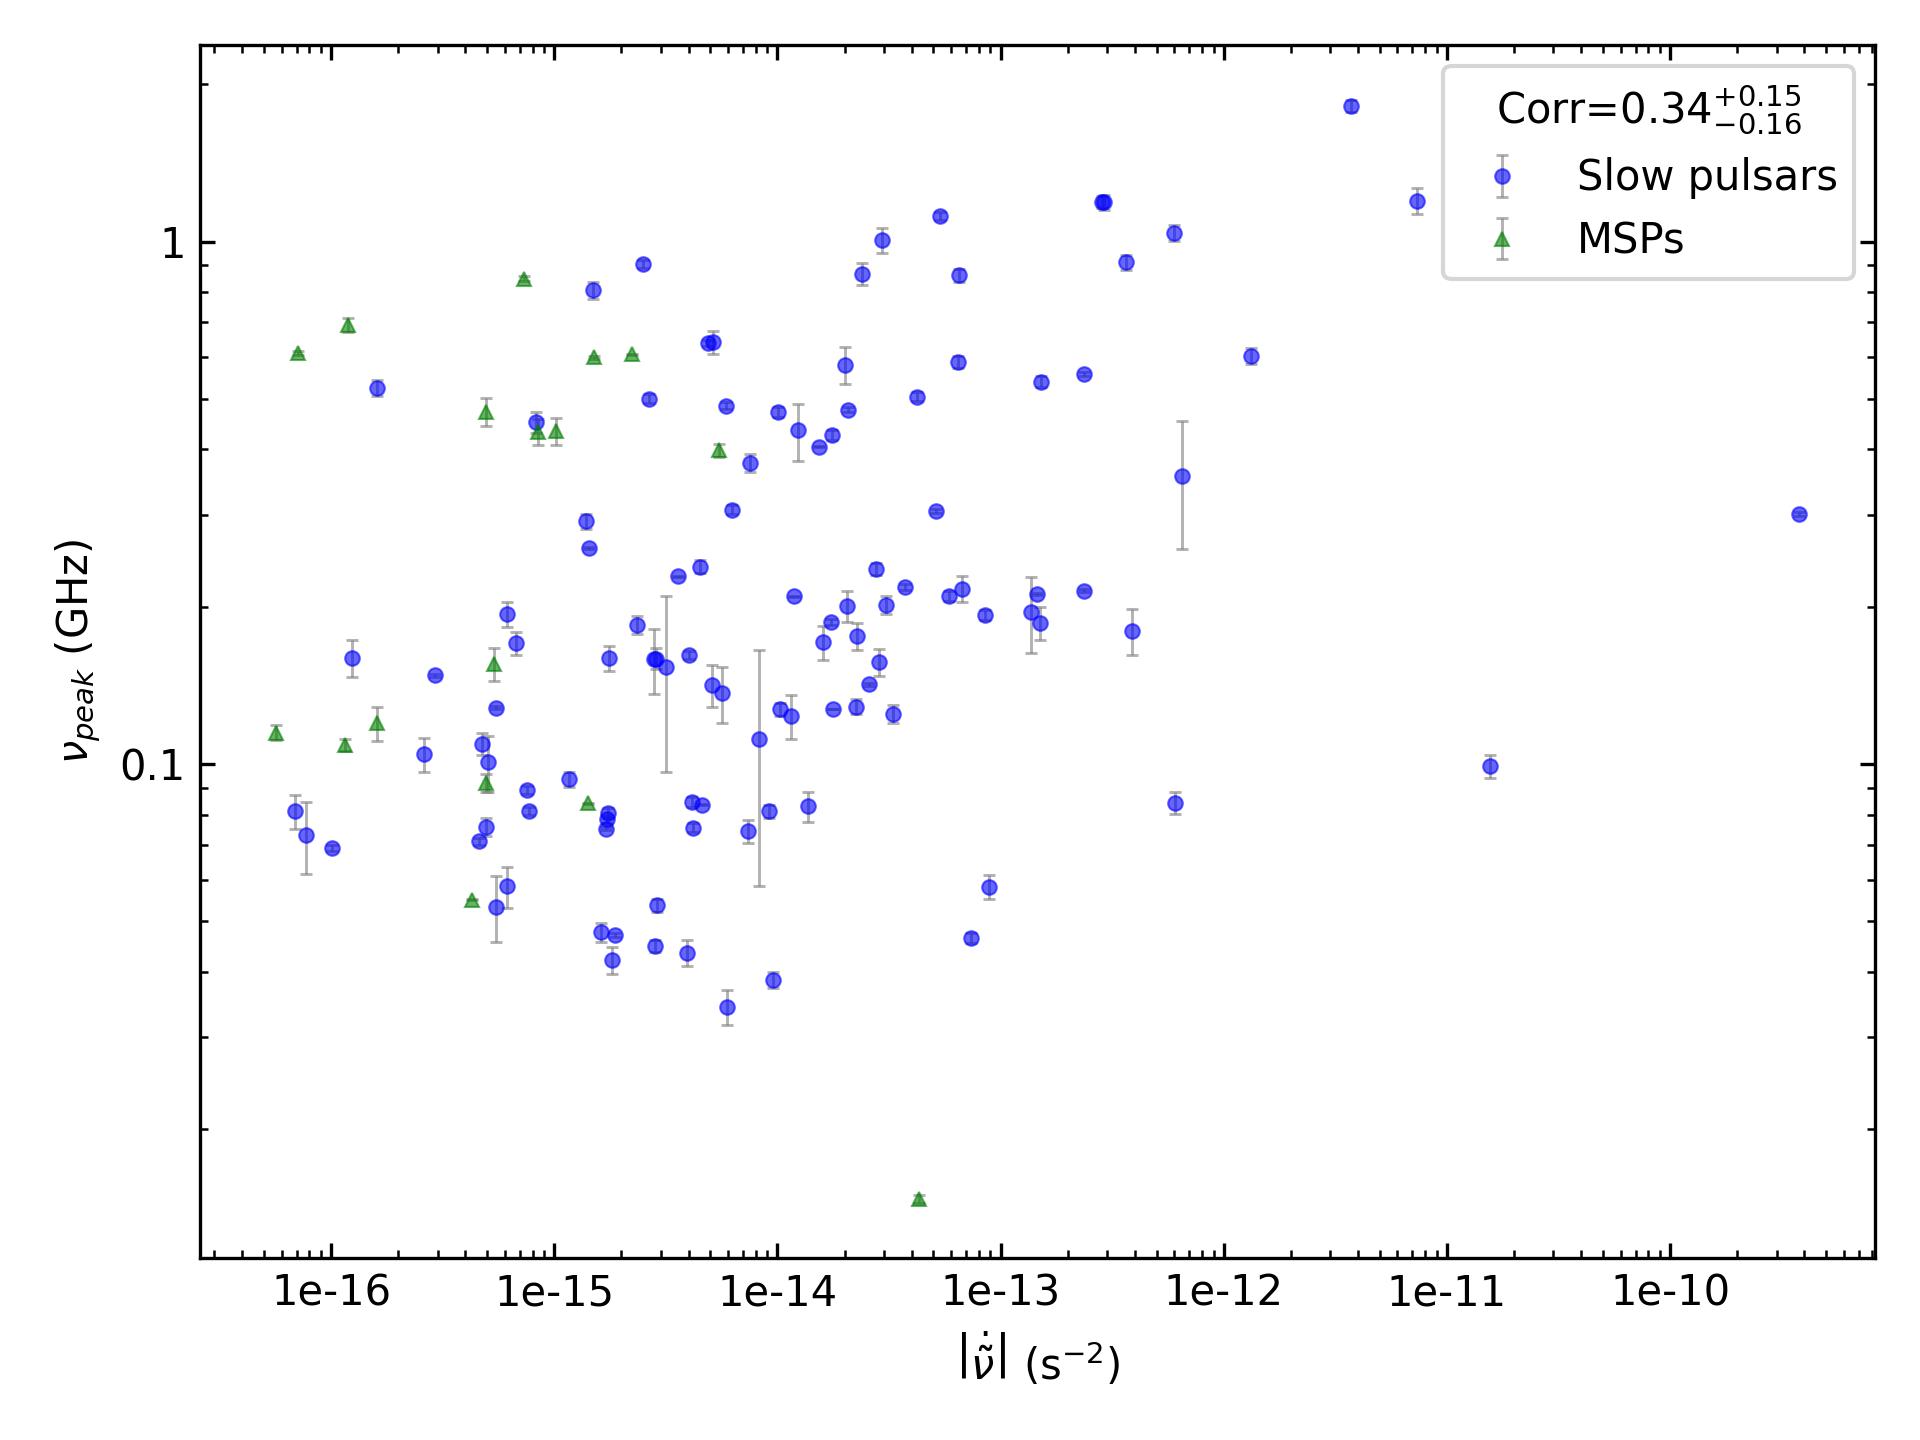 Corr=0.34$^{+0.15}_{-0.16}$
Slow pulsars
MSPs
1
0.1
$\nu_{peak}$ (GHz)
1e-16 1e-15 1e-14 1e-13 1e-12 1e-11 1e-10
$|\dot{\tilde{\nu}}|$ (s$^{-2}$)